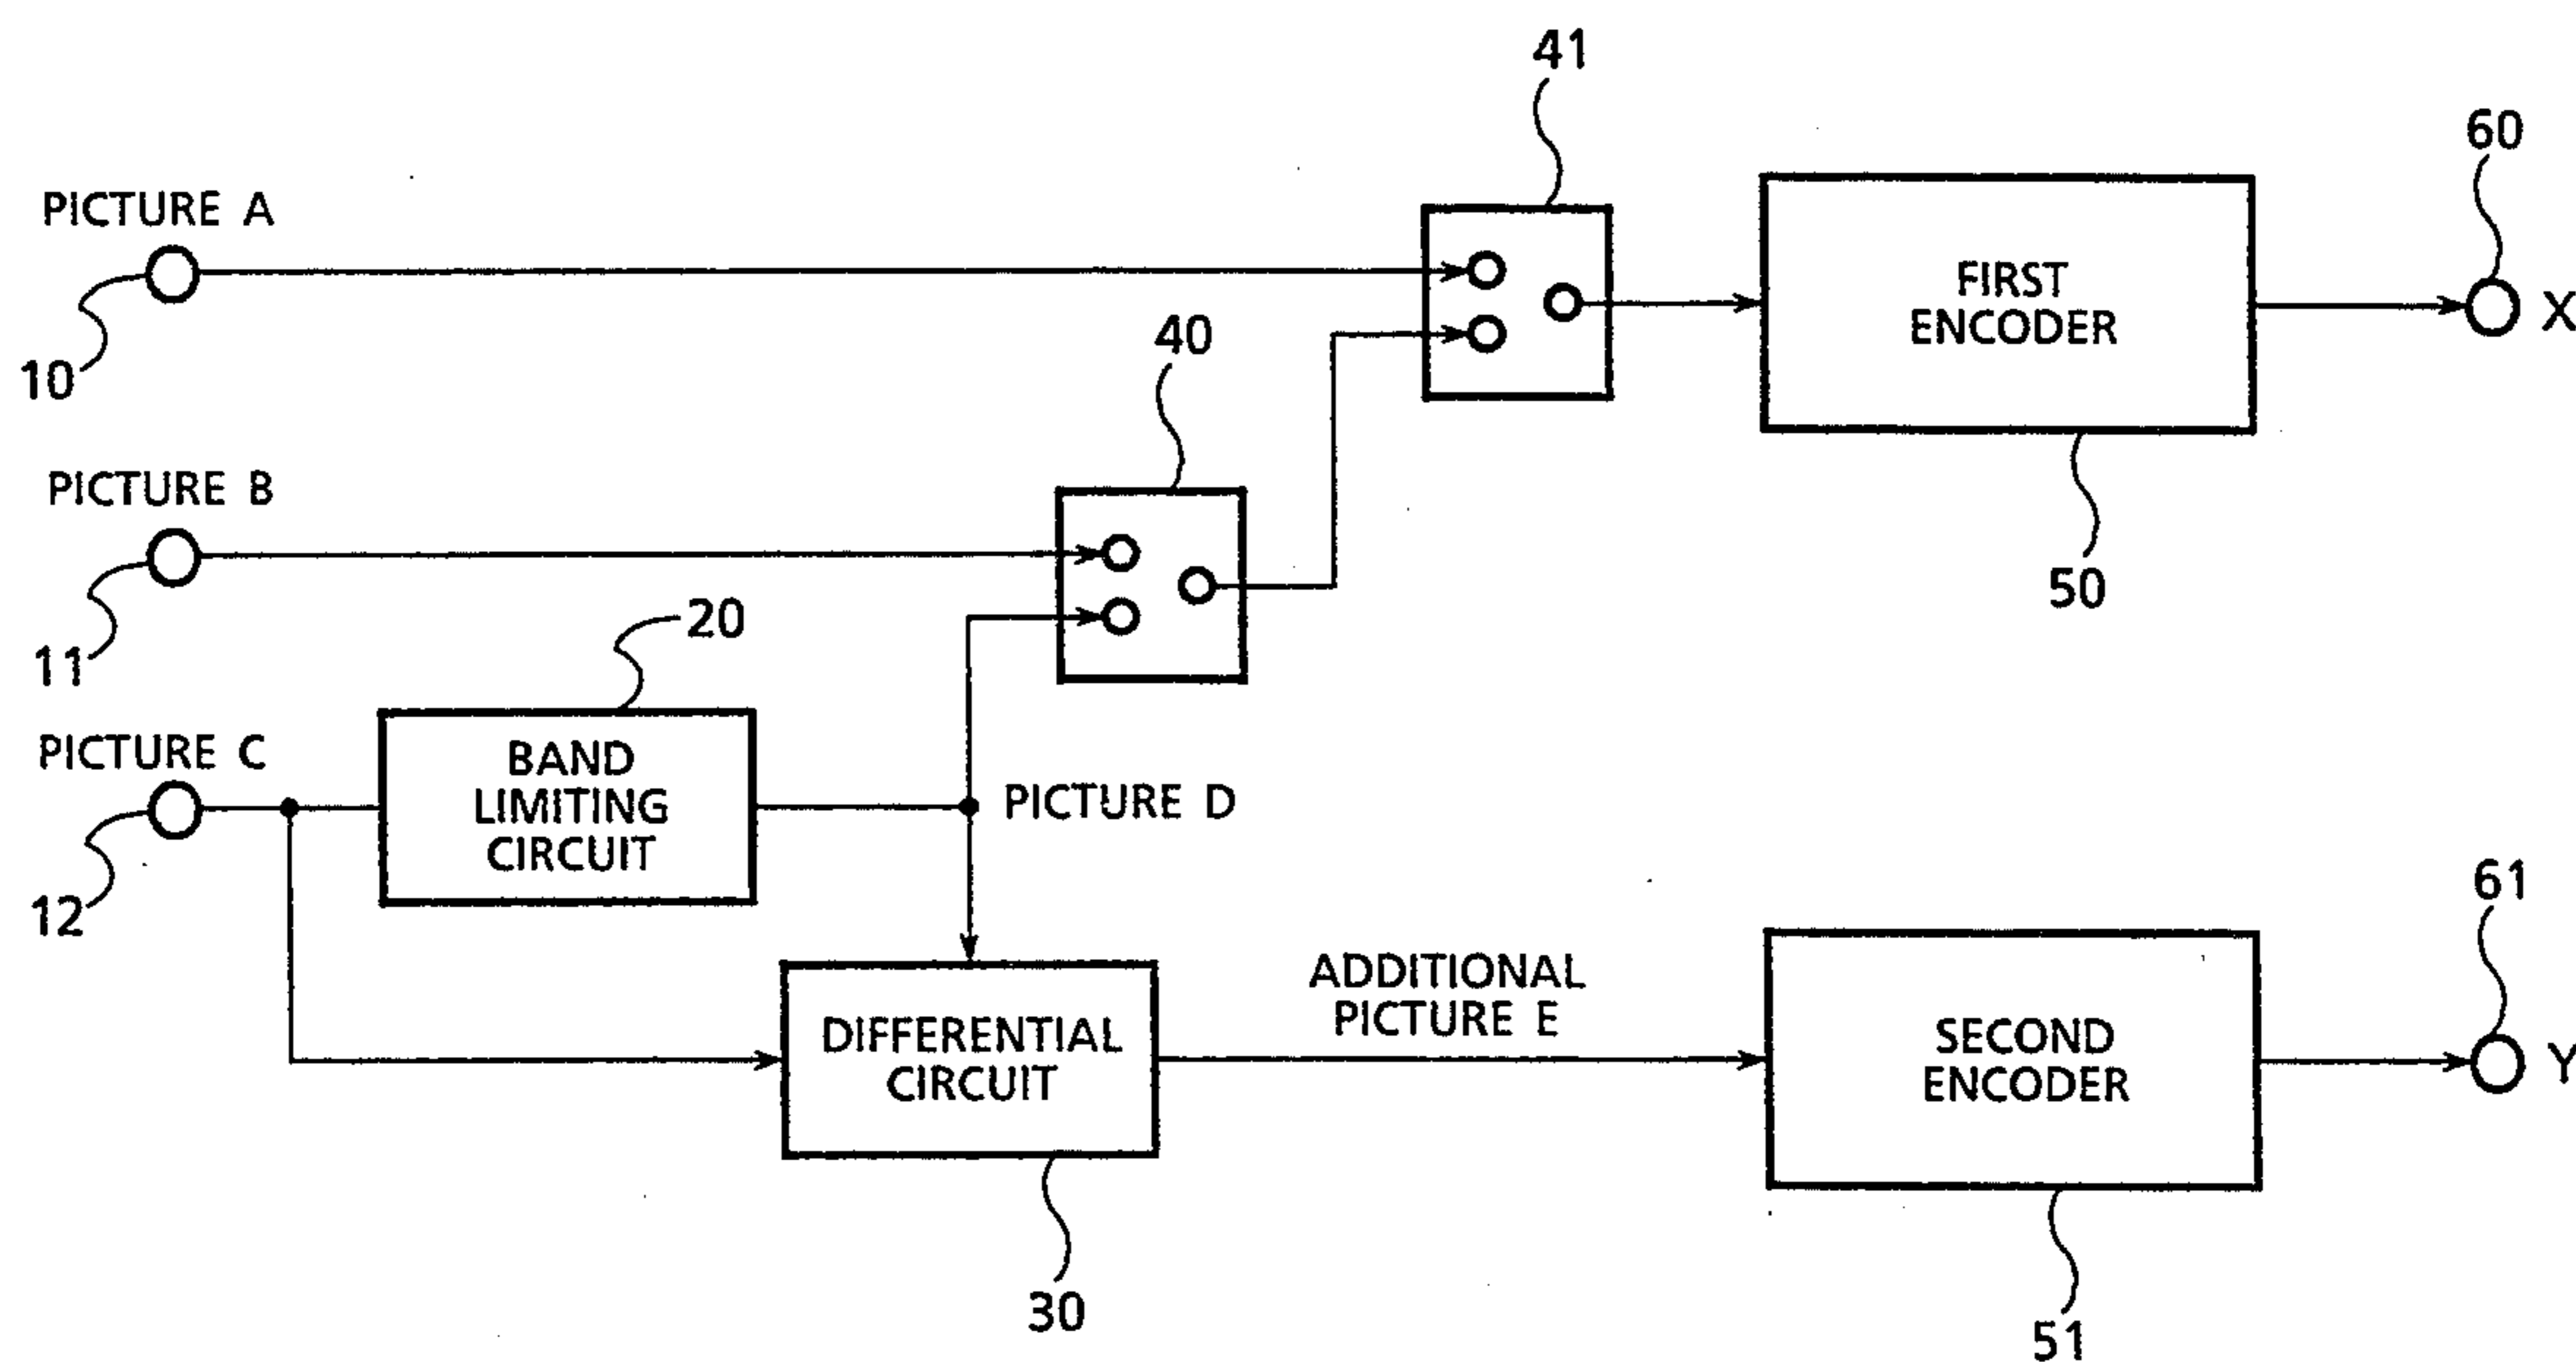 41
60
PICTURE A
FIRST
ENCODER
X
10
40
PICTURE B
50
11
20
PICTURE C
BAND
LIMITING
CIRCUIT
PICTURE D
12
61
ADDITIONAL
PICTURE E
DIFFERENTIAL
CIRCUIT
SECOND
ENCODER
Y
30
51